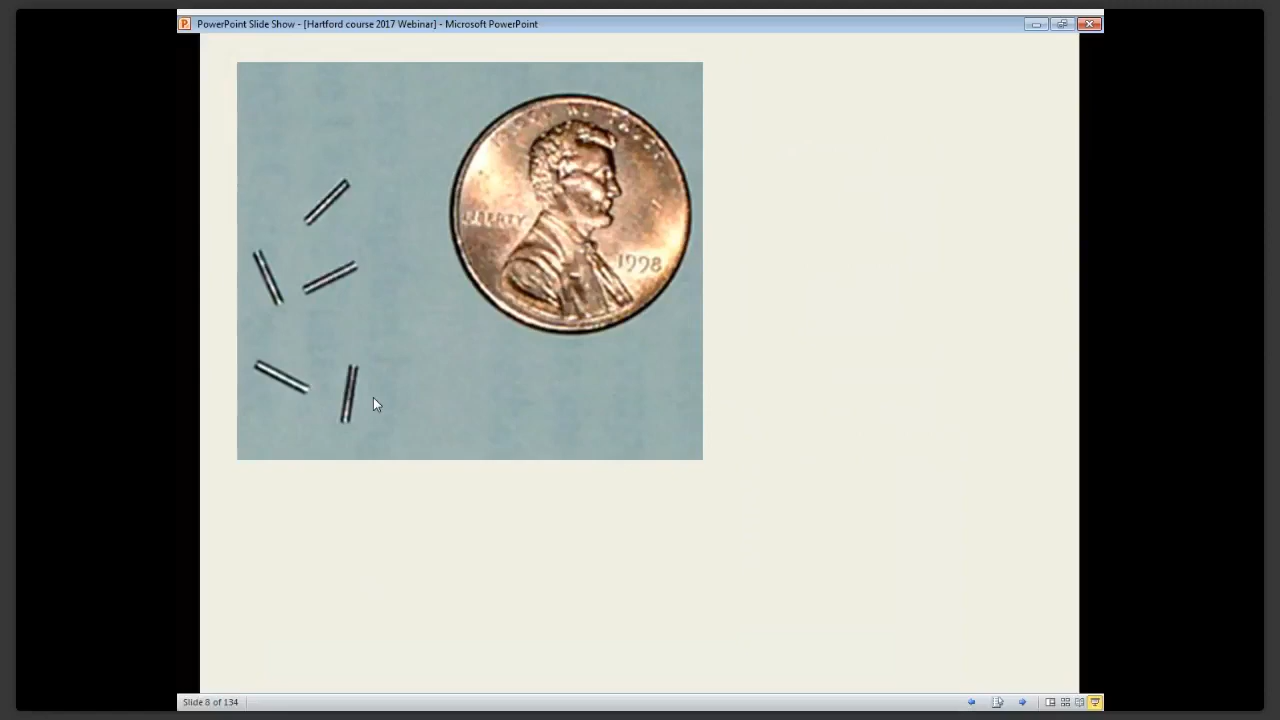 PowerPoint Slide Show - [Hartford course 2017 Webinar] - Microsoft PowerPoint
LIBERTY
1998
Slide 8 of 134